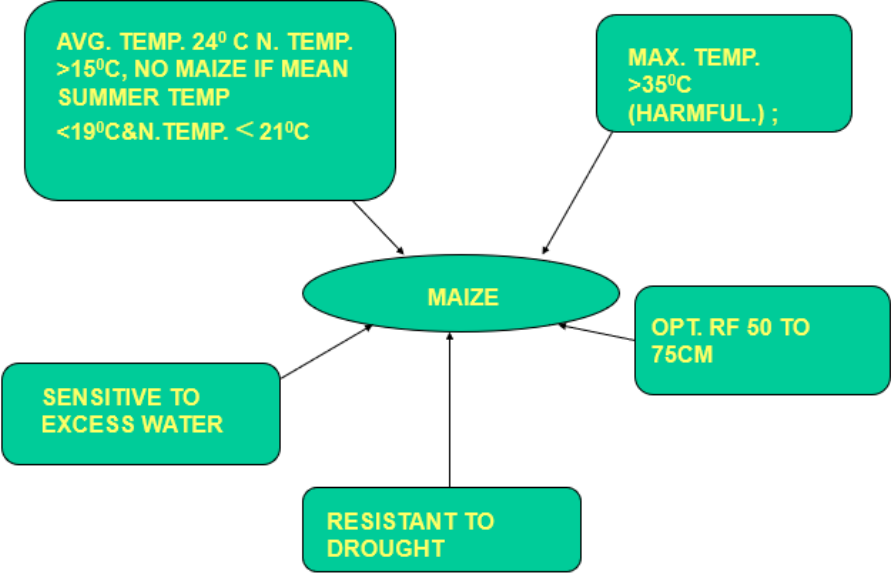 AVG. TEMP. 24⁰ C N. TEMP.
>15⁰C, NO MAIZE IF MEAN
SUMMER TEMP
<19⁰C&N.TEMP. < 21⁰C
MAX. TEMP.
>35⁰C
(HARMFUL.) ;
MAIZE
OPT. RF 50 TO
75CM
SENSITIVE TO
EXCESS WATER
RESISTANT TO
DROUGHT